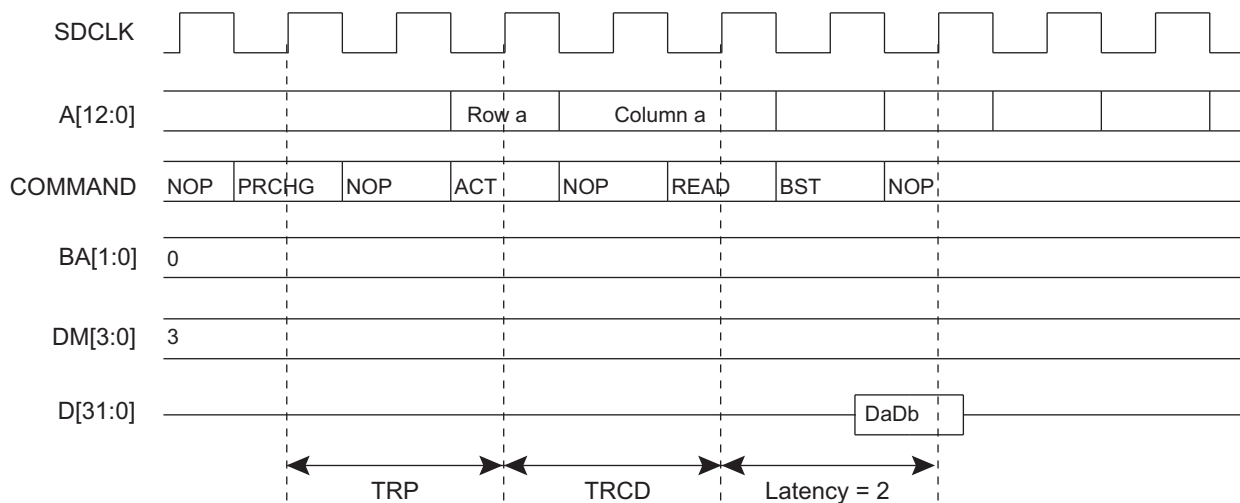 SDCLK
A[12:0] Row a Column a
COMMAND NOP PRCHG NOP ACT NOP READ BST NOP
BA[1:0] 0
DM[3:0] 3
D[31:0] DaDb
TRP TRCD Latency = 2